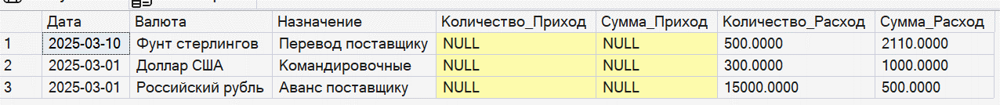 Дата Валюта Назначение Количество_Приход Сумма_Приход Количество_Расход Сумма_Расход
1 2025-03-10 Фунт стерлингов Перевод поставщику NULL NULL 500.0000 2110.0000
2 2025-03-01 Доллар США Командировочные NULL NULL 300.0000 1000.0000
3 2025-03-01 Российский рубль Аванс поставщику NULL NULL 15000.0000 500.0000